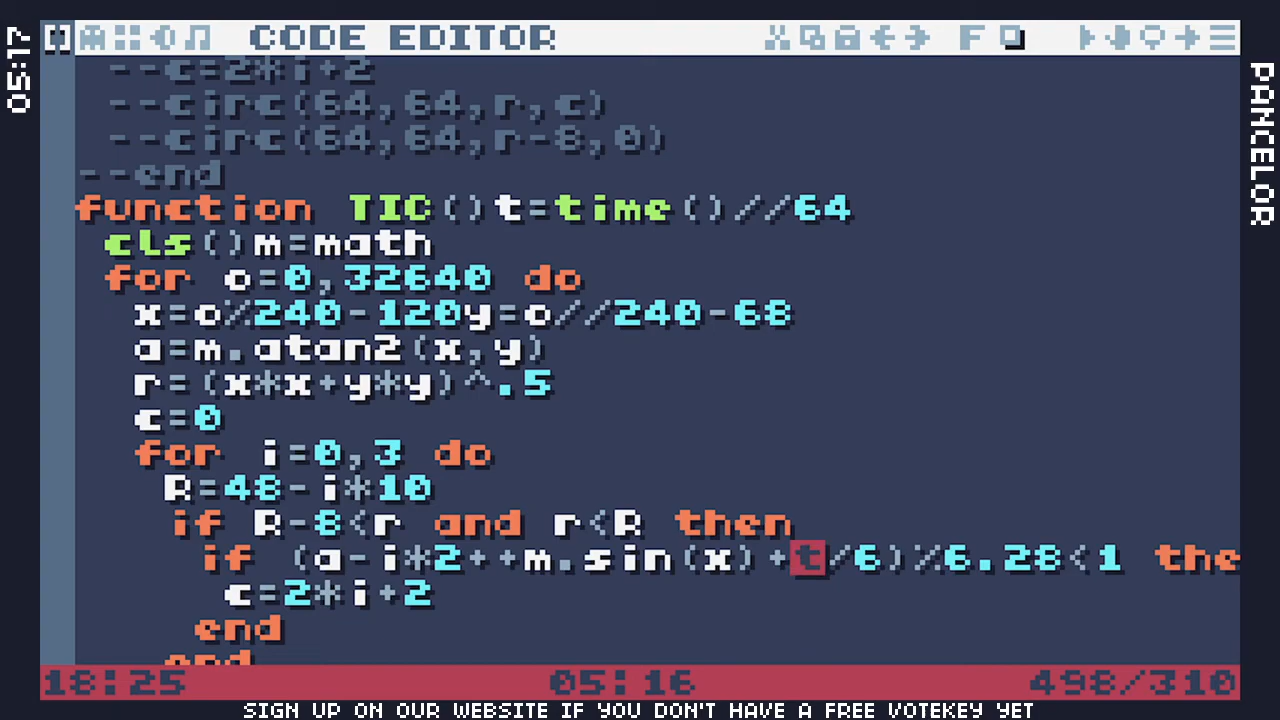 05:17
CODE EDITOR
F
--c=2*i+2
--circ(64,64,r,c)
--circ(64,64,r-8,0)
--end
function TIC()t=time()//64
cls()m=math
for o=0,32640 do
x=o%240-120y=o//240-68
a=m.atan2(x,y)
r=(x*x+y*y)^.5
c=0
for i=0,3 do
R=48-i*10
if R-8<r and r<R then
if (a-i*2++m.sin(x)+t/6)%6.28<1 the
c=2*i+2
end
end
18:25 05:16 498/310
SIGN UP ON OUR WEBSITE IF YOU DON'T HAVE A FREE VOTEKEY YET
PANCELOR